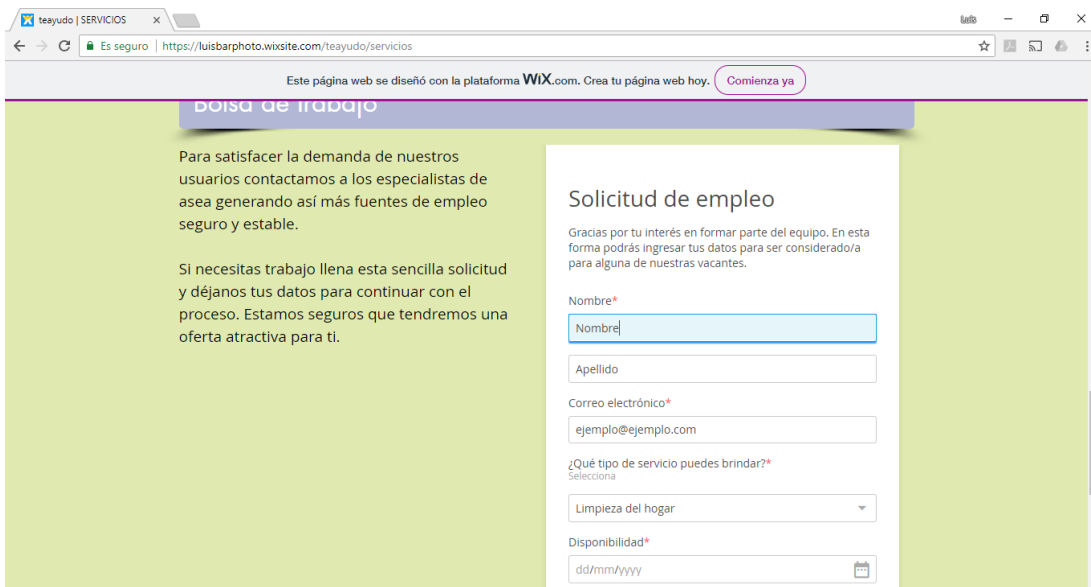 teayudo | SERVICIOS
Luis
Es seguro | https://luisbarphoto.wixsite.com/teayudo/servicios
Este página web se diseñó con la plataforma WiX.com. Crea tu página web hoy. Comienza ya
Bolsa de Trabajo
Para satisfacer la demanda de nuestros
usuarios contactamos a los especialistas de
asea generando así más fuentes de empleo
seguro y estable.
Si necesitas trabajo llena esta sencilla solicitud
y déjanos tus datos para continuar con el
proceso. Estamos seguros que tendremos una
oferta atractiva para ti.
Solicitud de empleo
Gracias por tu interés en formar parte del equipo. En esta
forma podrás ingresar tus datos para ser considerado/a
para alguna de nuestras vacantes.
Nombre*
Nombre
Apellido
Correo electrónico*
ejemplo@ejemplo.com
¿Qué tipo de servicio puedes brindar?*
Selecciona
Limpieza del hogar
Disponibilidad*
dd/mm/yyyy